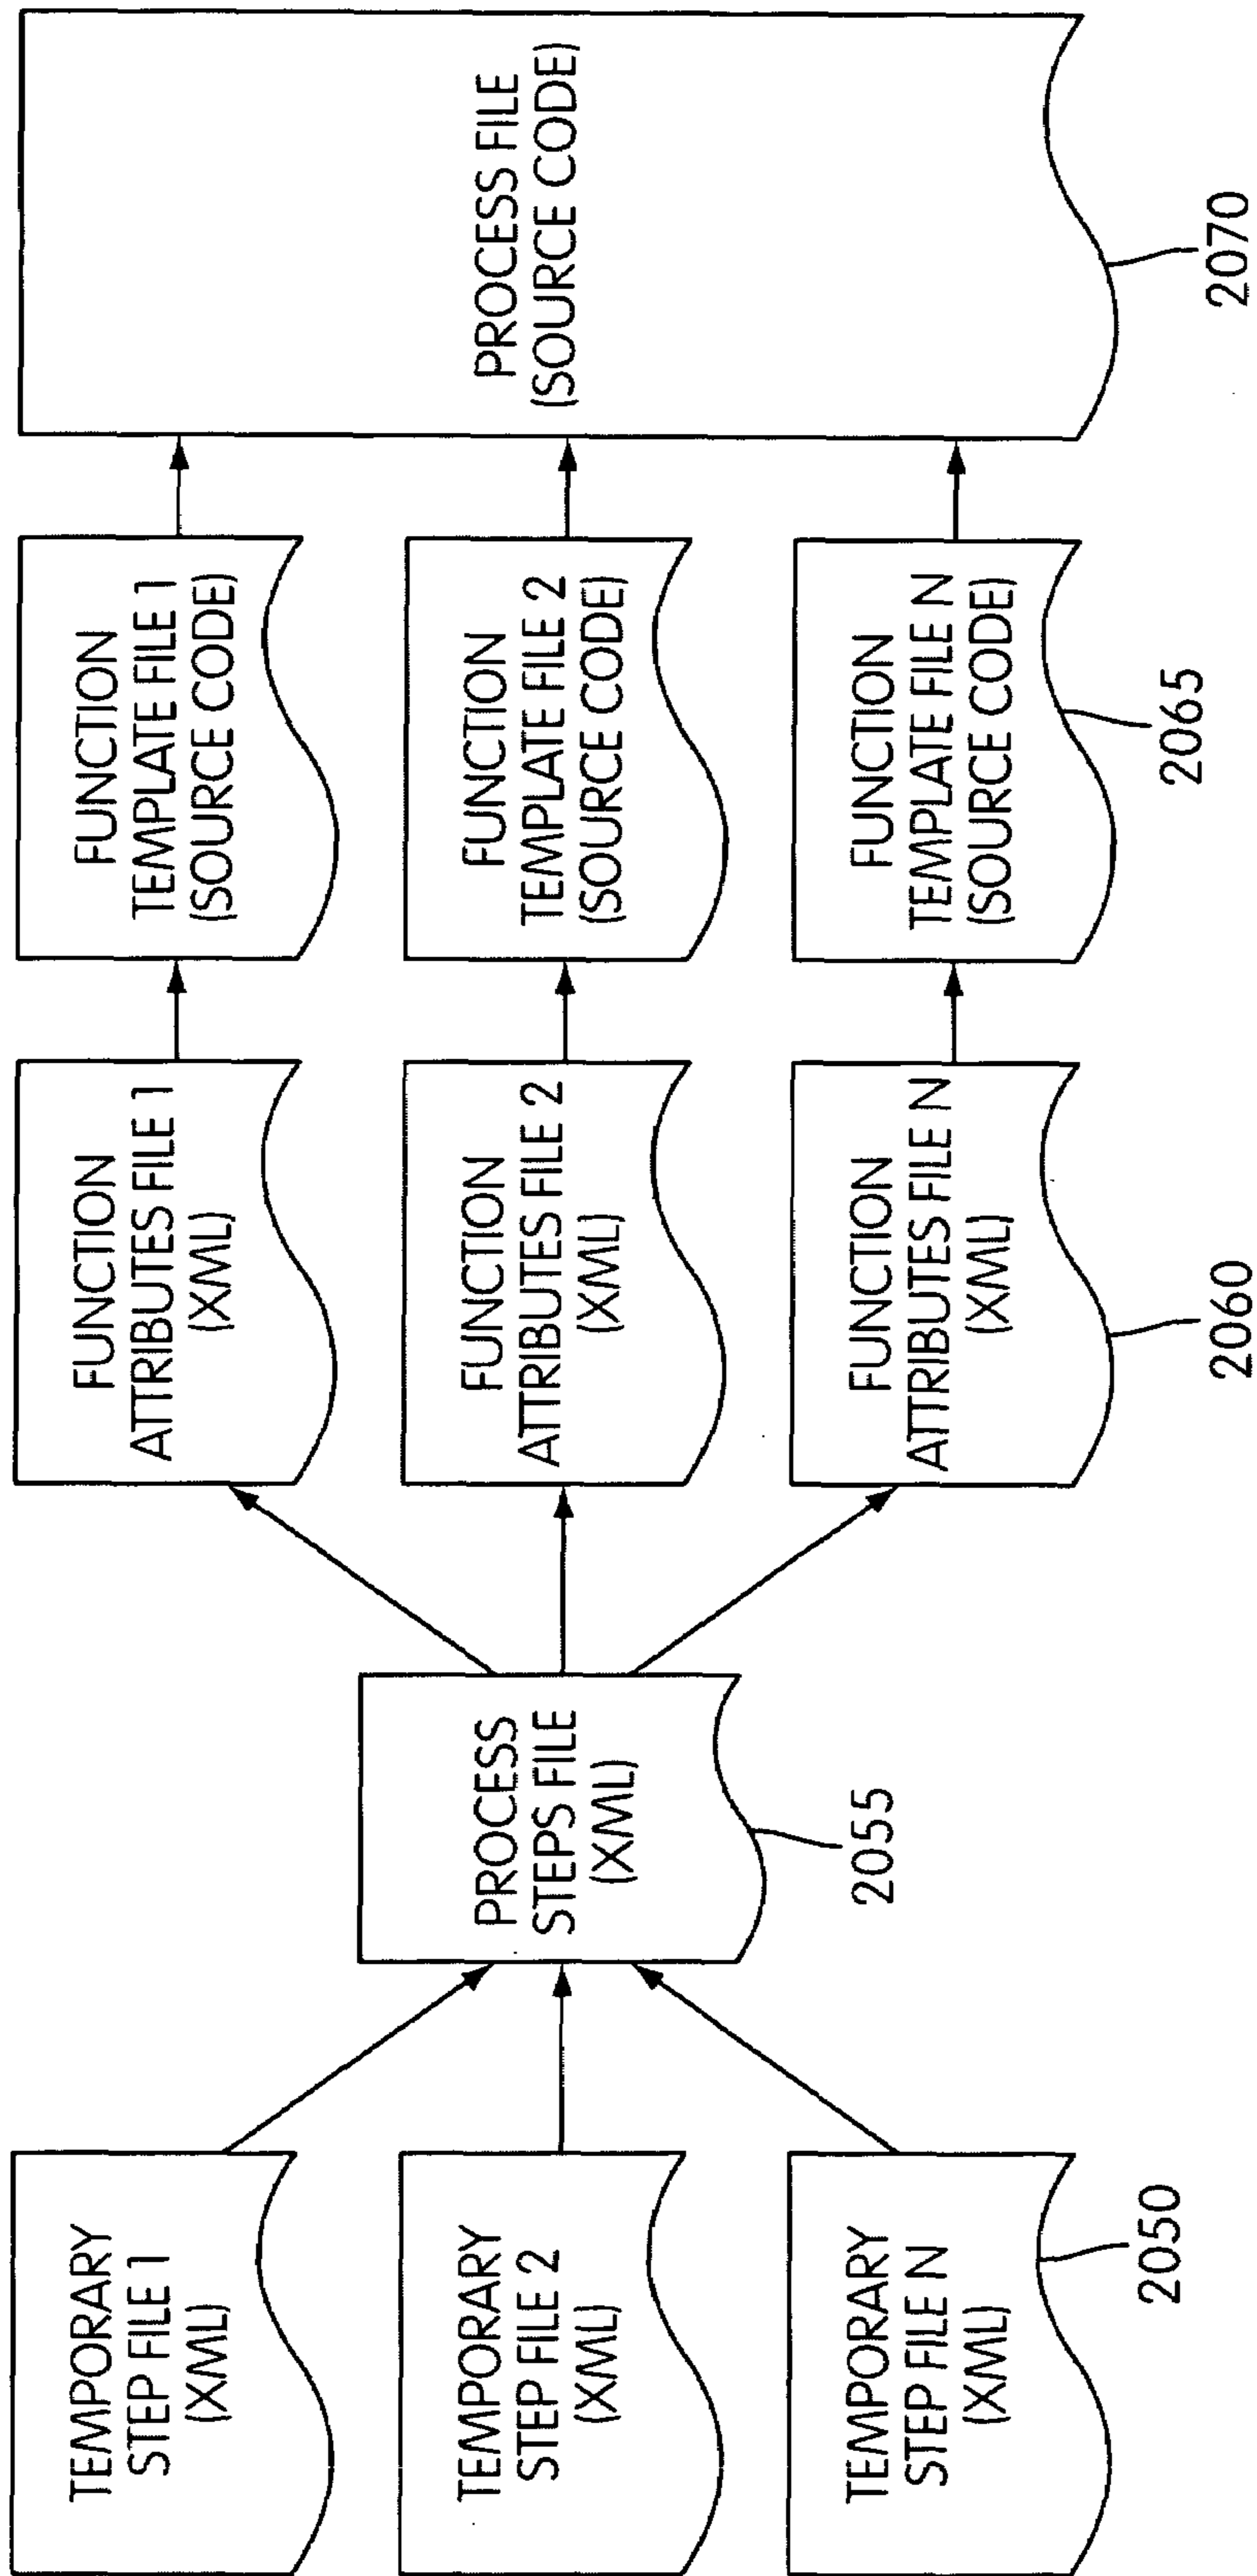 TEMPORARY
STEP FILE 1
(XML)
TEMPORARY
STEP FILE 2
(XML)
TEMPORARY
STEP FILE N
(XML)
2050
PROCESS
STEPS FILE
(XML)
2055
FUNCTION
ATTRIBUTES FILE 1
(XML)
FUNCTION
ATTRIBUTES FILE 2
(XML)
FUNCTION
ATTRIBUTES FILE N
(XML)
2060
FUNCTION
TEMPLATE FILE 1
(SOURCE CODE)
FUNCTION
TEMPLATE FILE 2
(SOURCE CODE)
FUNCTION
TEMPLATE FILE N
(SOURCE CODE)
2065
PROCESS FILE
(SOURCE CODE)
2070